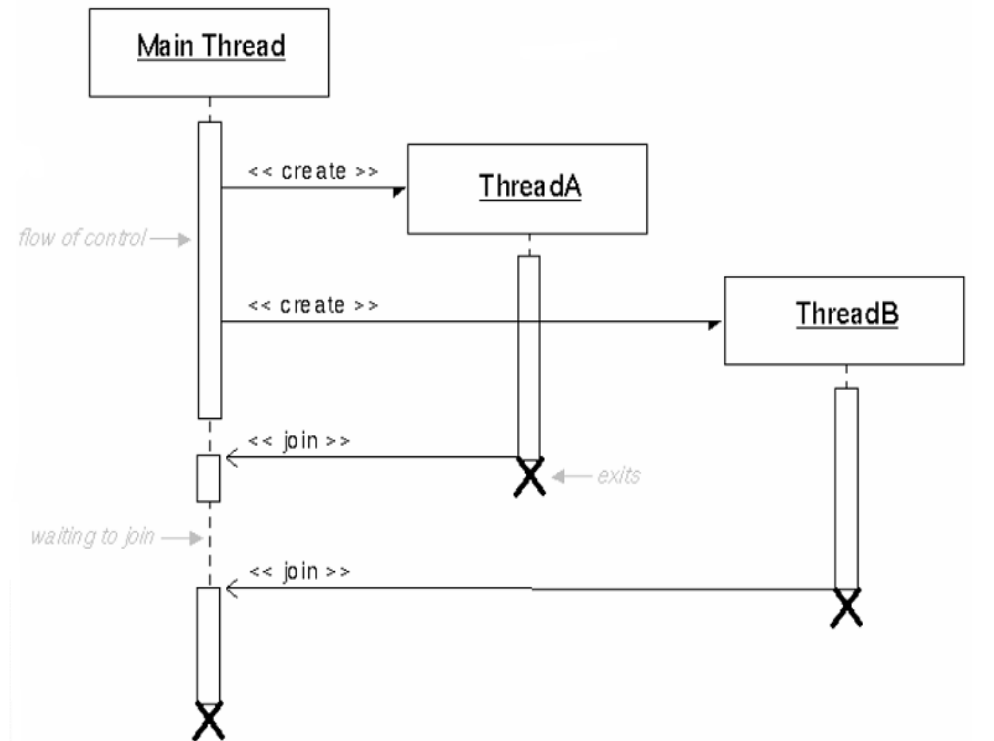 Main Thread
<< create >>
ThreadA
flow of control
<< create >>
ThreadB
<< join >>
exits
waiting to join
<< join >>